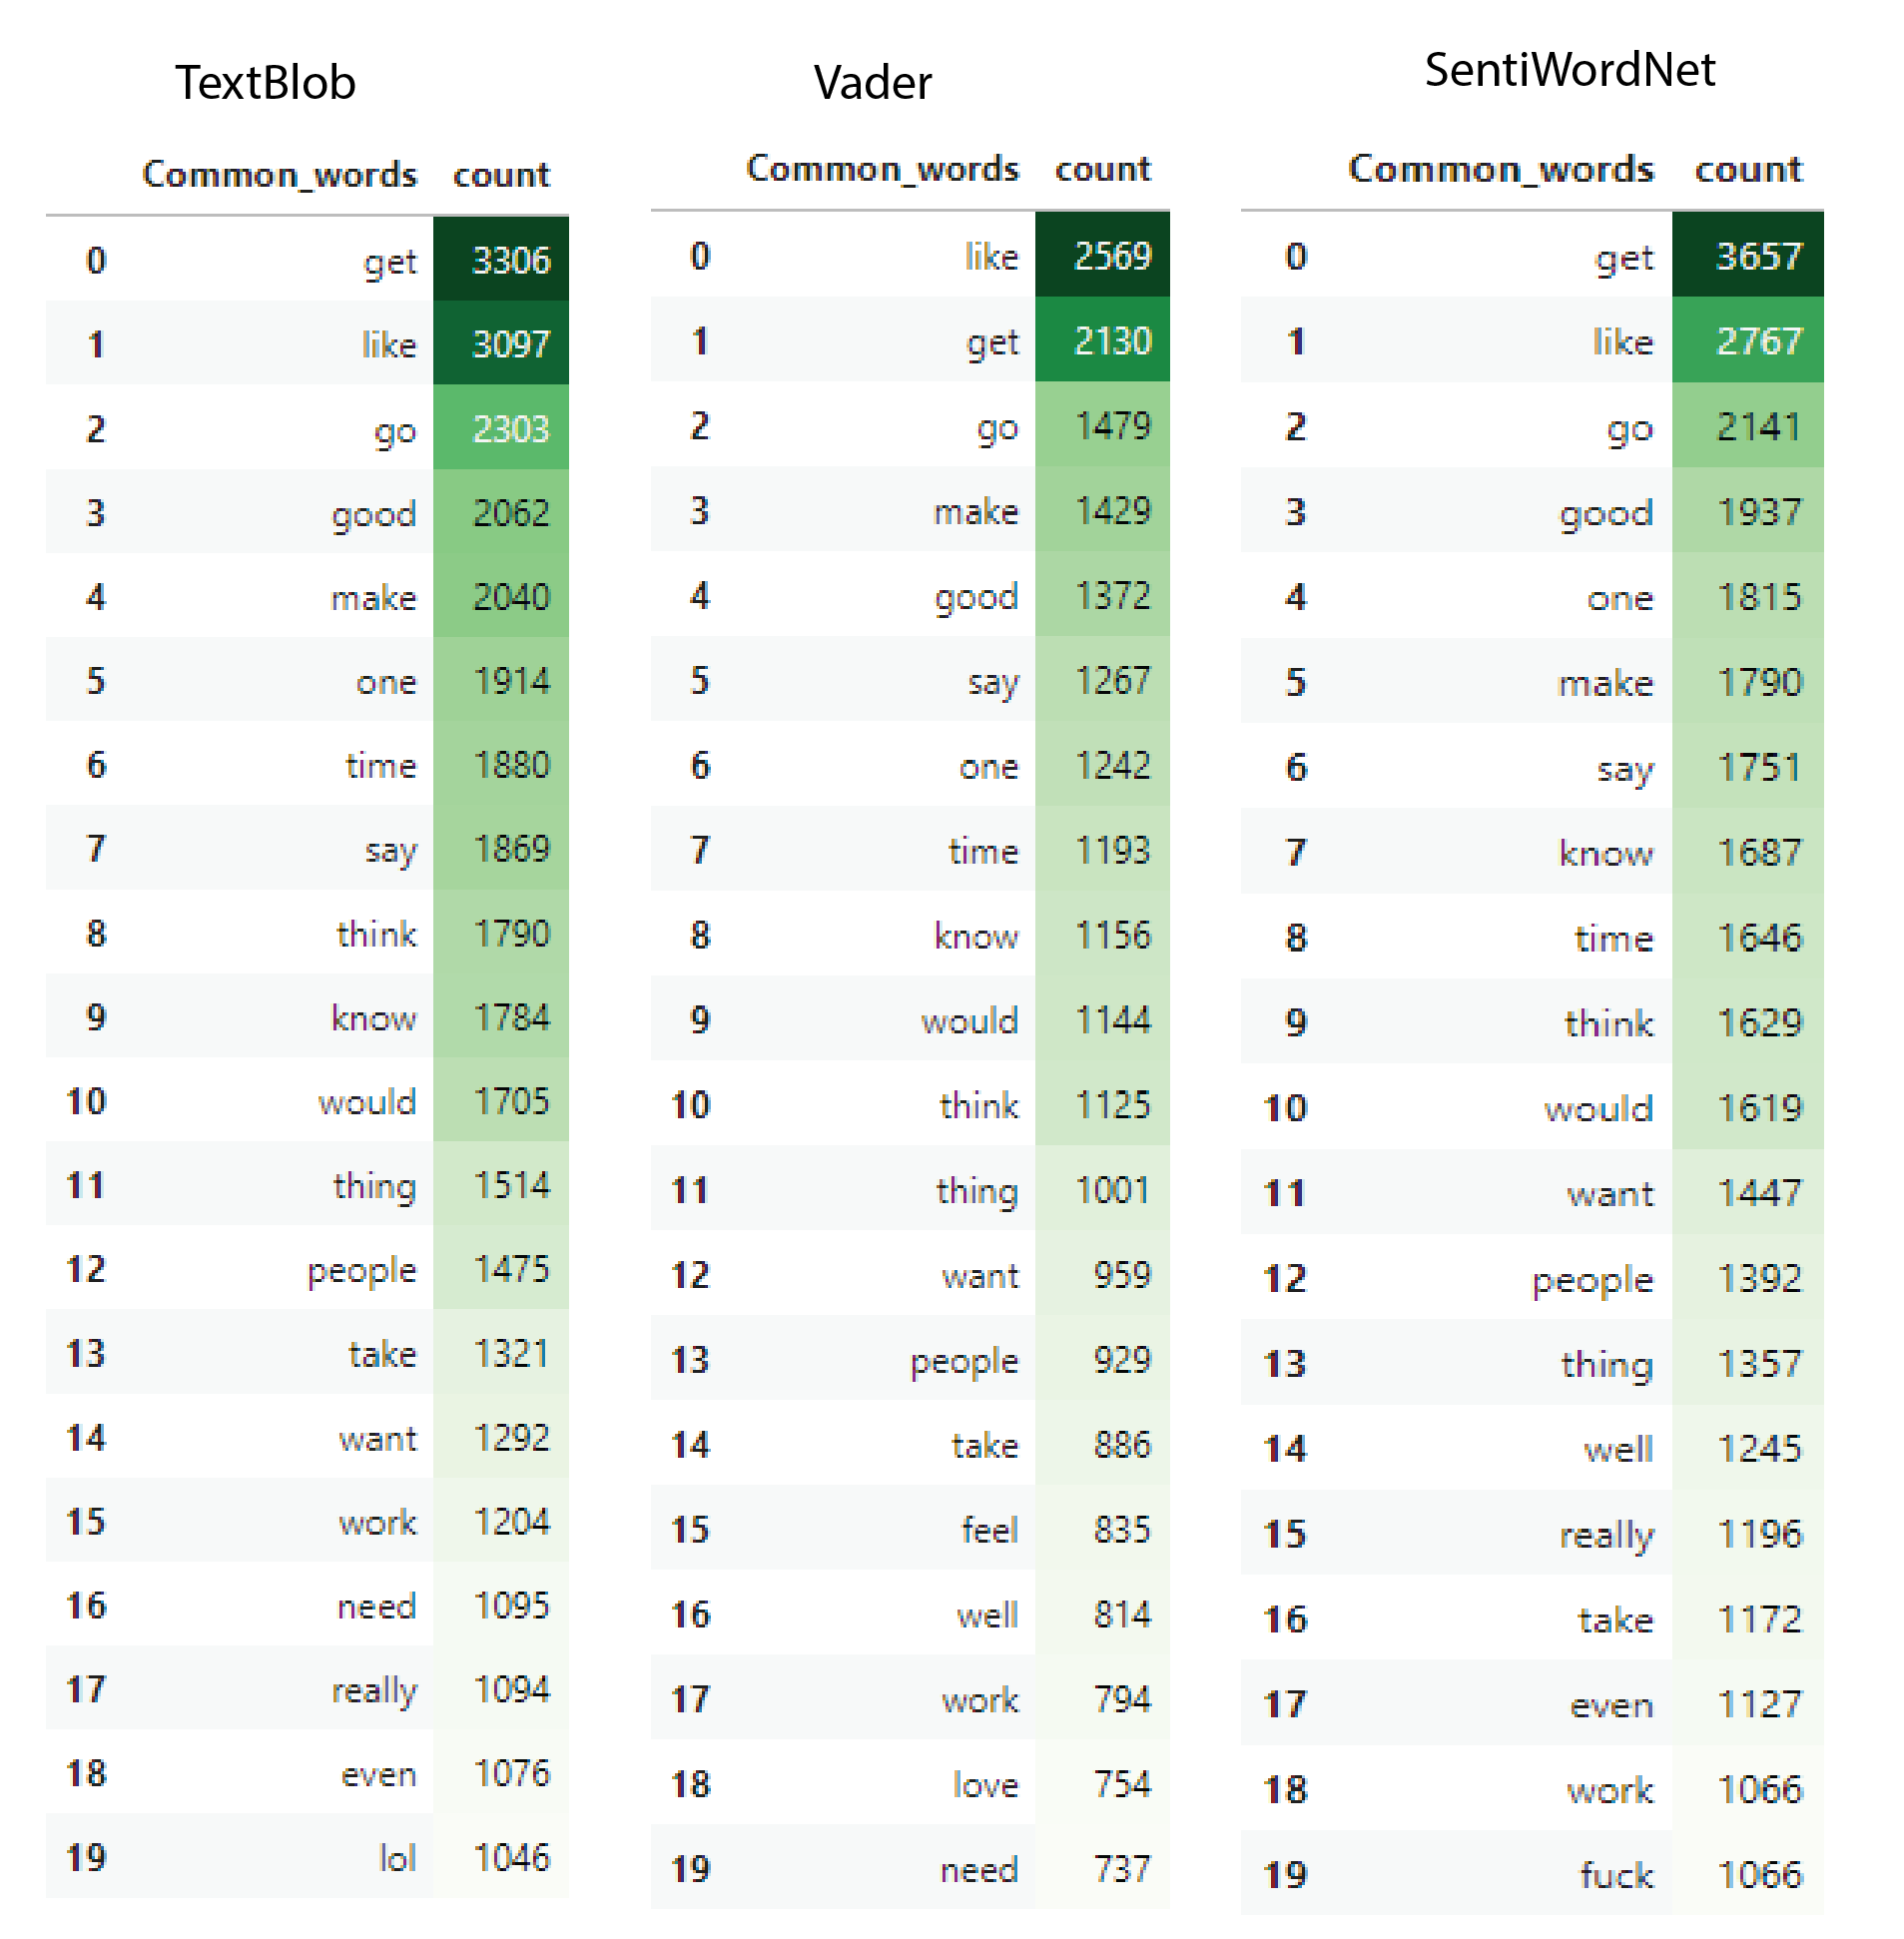 TextBlob Vader SentiWordNet
Common_words count Common_words count Common_words count
0 get 3306 0 like 2569 0 get 3657
1 like 3097 1 get 2130 1 like 2767
2 go 2303 2 go 1479 2 go 2141
3 good 2062 3 make 1429 3 good 1937
4 make 2040 4 good 1372 4 one 1815
5 one 1914 5 say 1267 5 make 1790
6 time 1880 6 one 1242 6 say 1751
7 say 1869 7 time 1193 7 know 1687
8 think 1790 8 know 1156 8 time 1646
9 know 1784 9 would 1144 9 think 1629
10 would 1705 10 think 1125 10 would 1619
11 thing 1514 11 thing 1001 11 want 1447
12 people 1475 12 want 959 12 people 1392
13 take 1321 13 people 929 13 thing 1357
14 want 1292 14 take 886 14 well 1245
15 work 1204 15 feel 835 15 really 1196
16 need 1095 16 well 814 16 take 1172
17 really 1094 17 work 794 17 even 1127
18 even 1076 18 love 754 18 work 1066
19 lol 1046 19 need 737 19 fuck 1066